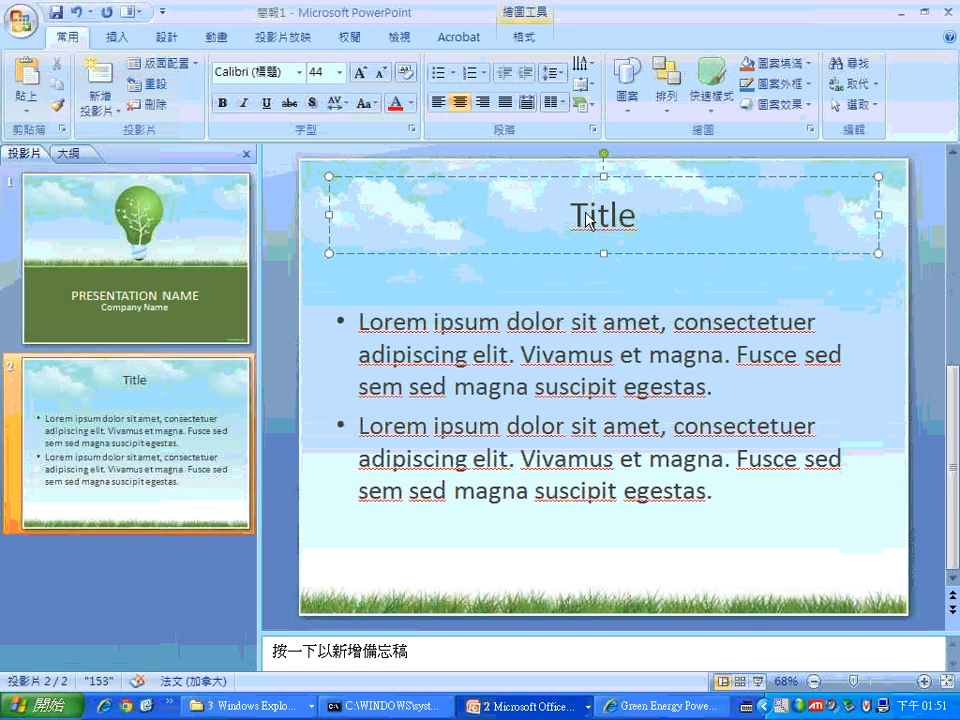 簡報1 - Microsoft PowerPoint
繪圖工具
常用 插入 設計 動畫 投影片放映 校閱 檢視 Acrobat 格式
貼上
剪貼簿
新增
投影片
版面配置
重設
刪除
投影片
Calibri (標題) 44
B I U abc S AV Aa A
字型
段落
圖案
排列
快速樣式
圖案填滿
圖案外框
圖案效果
繪圖
尋找
取代
選取
編輯
投影片 大綱 x
1
PRESENTATION NAME
Company Name
2
Title
• Lorem ipsum dolor sit amet, consectetuer
adipiscing elit. Vivamus et magna. Fusce sed
sem sed magna suscipit egestas.
• Lorem ipsum dolor sit amet, consectetuer
adipiscing elit. Vivamus et magna. Fusce sed
sem sed magna suscipit egestas.
Title
• Lorem ipsum dolor sit amet, consectetuer
adipiscing elit. Vivamus et magna. Fusce sed
sem sed magna suscipit egestas.
• Lorem ipsum dolor sit amet, consectetuer
adipiscing elit. Vivamus et magna. Fusce sed
sem sed magna suscipit egestas.
按一下以新增備忘稿
投影片 2 / 2 "153" 法文 (加拿大) 68%
開始 3 Windows Explo... C:\WINDOWS\syst... 2 Microsoft Office... Green Energy Powe... ATI 下午 01:51